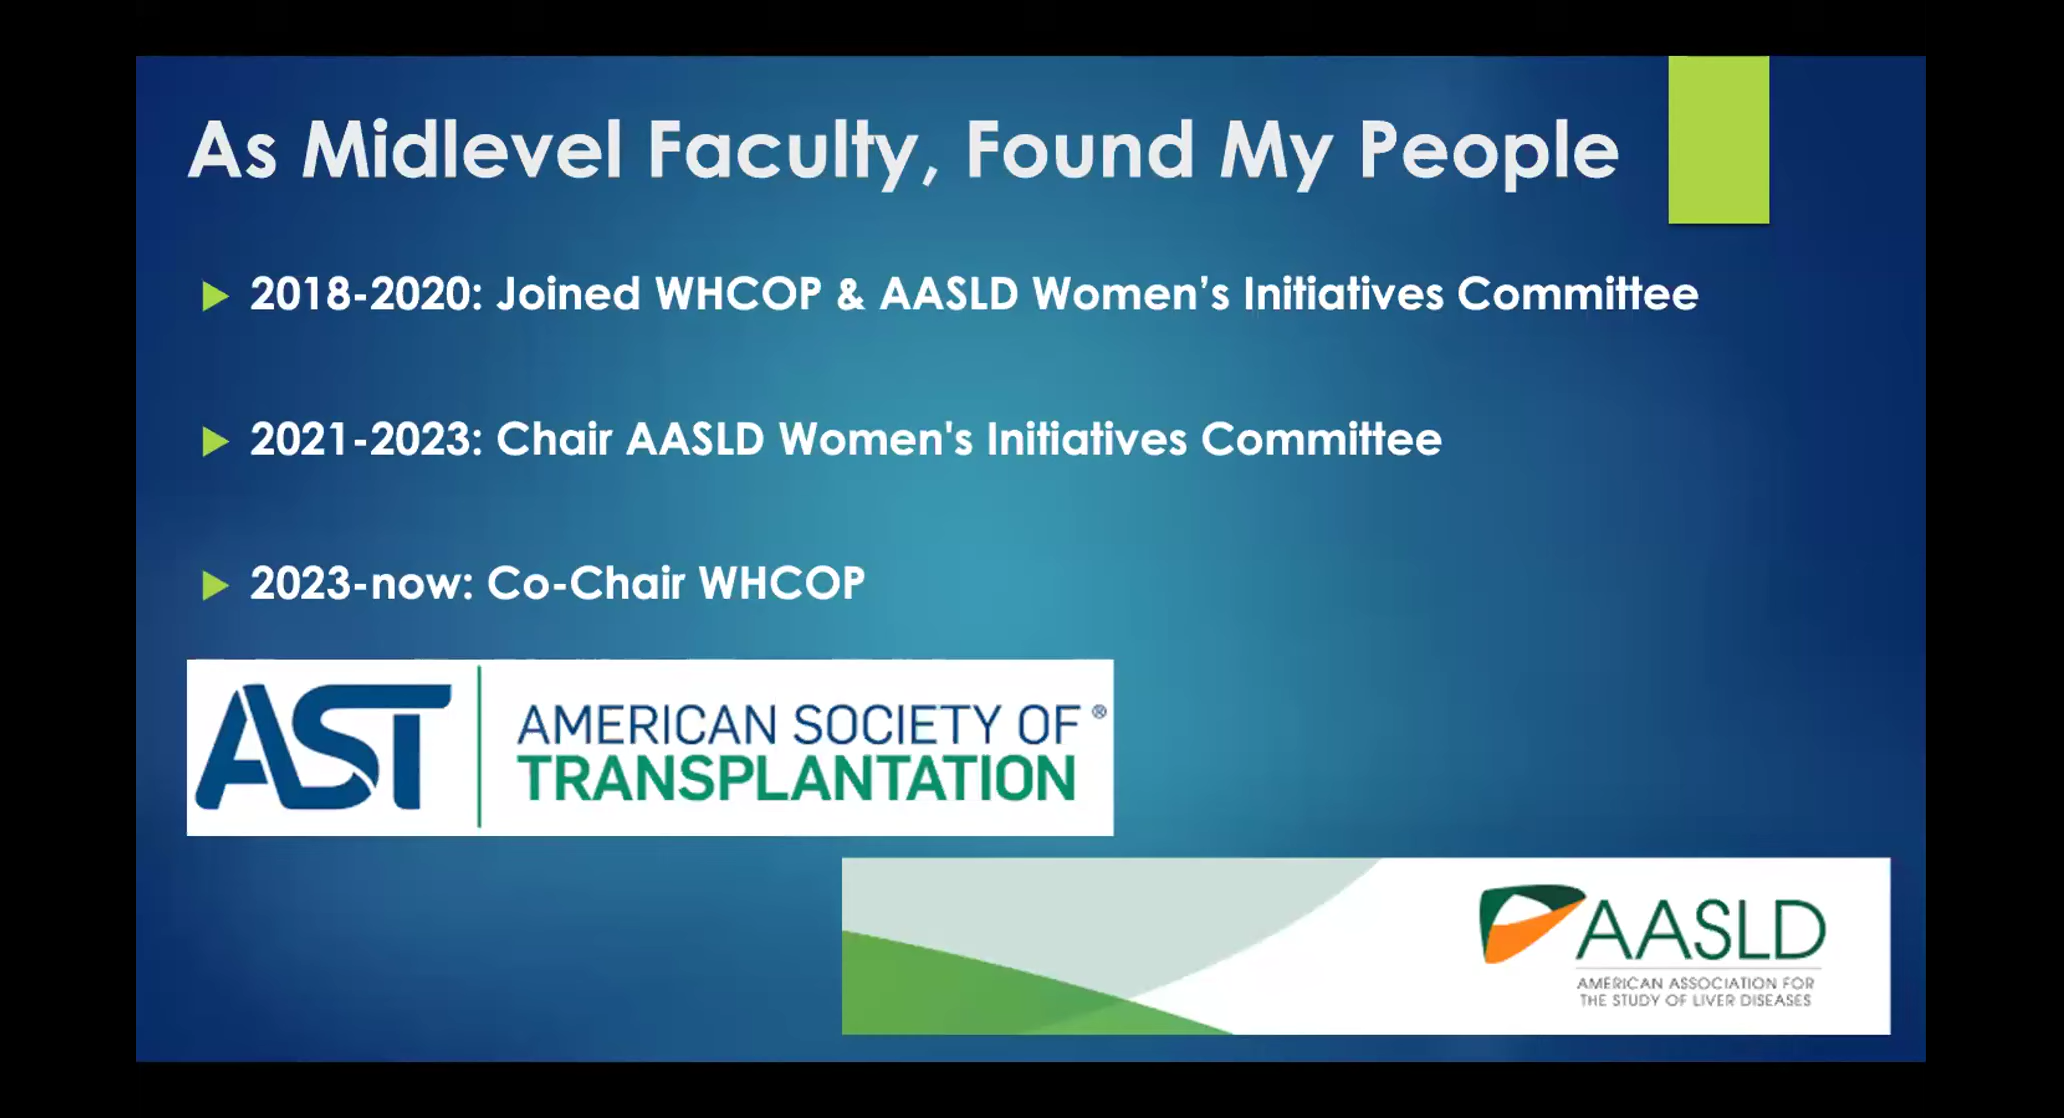 As Midlevel Faculty, Found My People
2018-2020: Joined WHCOP & AASLD Women’s Initiatives Committee
2021-2023: Chair AASLD Women's Initiatives Committee
2023-now: Co-Chair WHCOP
AST
AMERICAN SOCIETY OF ®
TRANSPLANTATION
AASLD
AMERICAN ASSOCIATION FOR
THE STUDY OF LIVER DISEASES